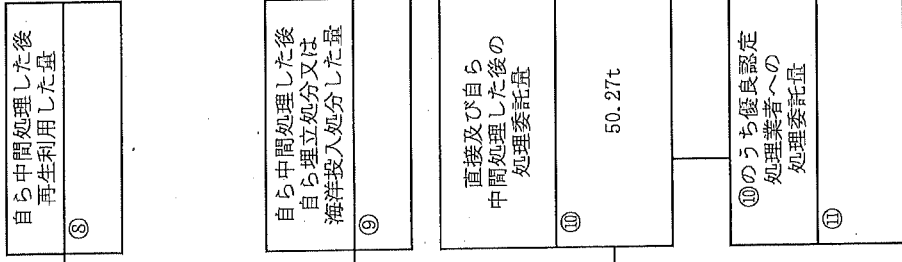 自ら中間処理した後
再生利用した量
⑧
自ら中間処理した後
自ら埋立処分又は
海洋投入処分した量
⑨
直接及び自ら
中間処理した後の
処理委託量
⑩
50.27t
⑩のうち優良認定
処理業者への
処理委託量
⑪